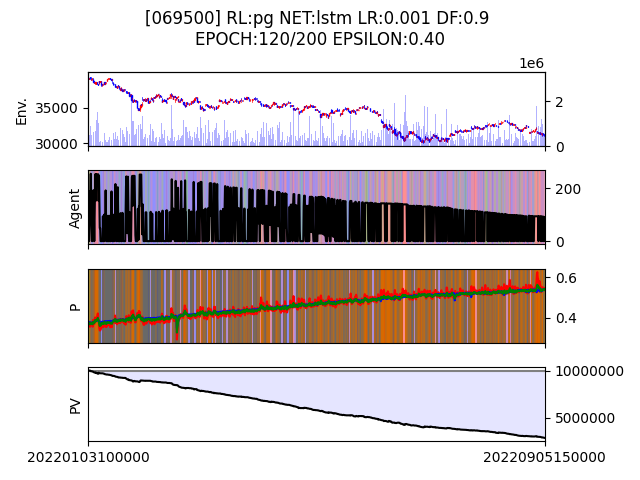 [069500] RL:pg NET:lstm LR:0.001 DF:0.9
EPOCH:120/200 EPSILON:0.40
1e6
Env.
35000
30000
2
0
Agent
200
0
P
0.6
0.4
PV
10000000
5000000
20220103100000
20220905150000